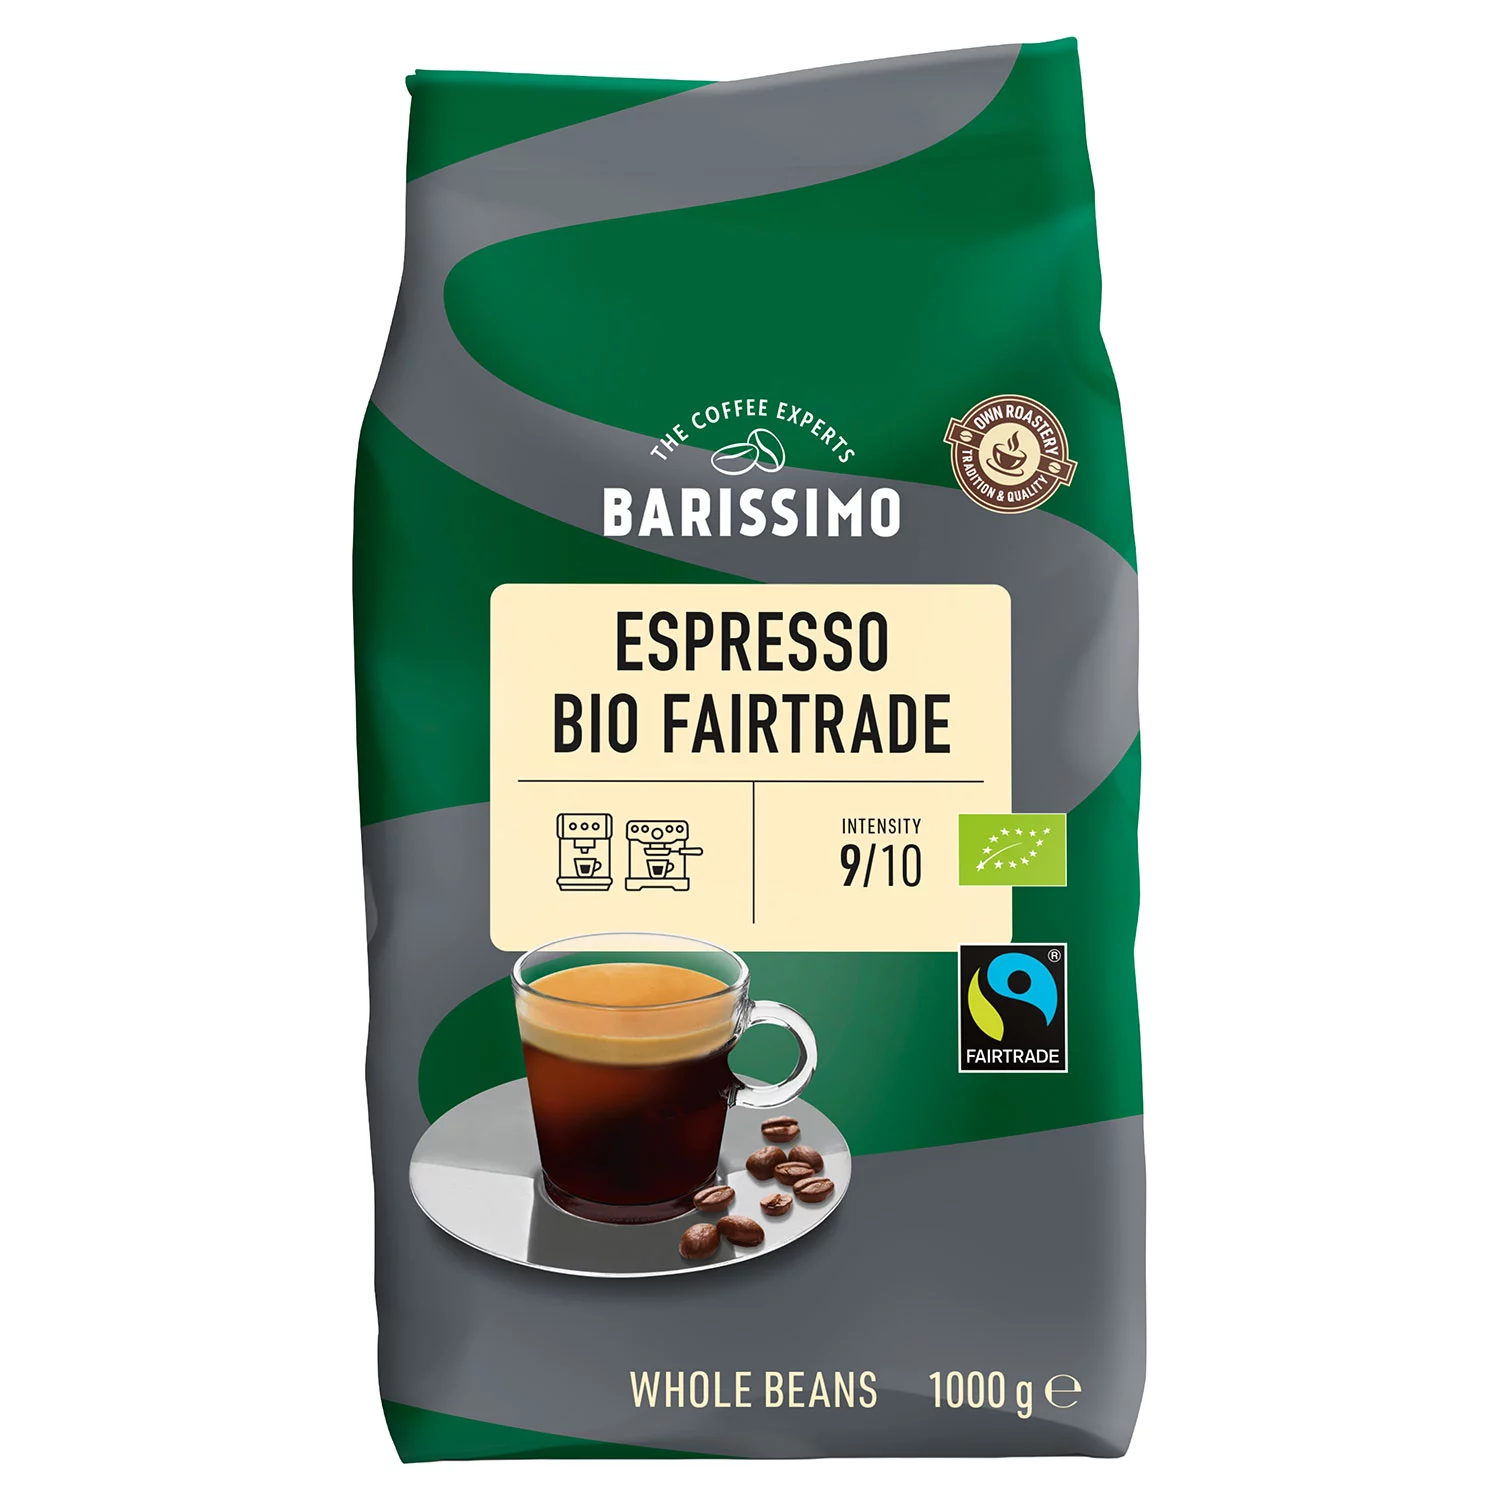 THE COFFEE EXPERTS
BARISSIMO
OWN ROASTERY
TRADITION & QUALITY
ESPRESSO
BIO FAIRTRADE
INTENSITY
9/10
®
FAIRTRADE
WHOLE BEANS 1000 g ℮